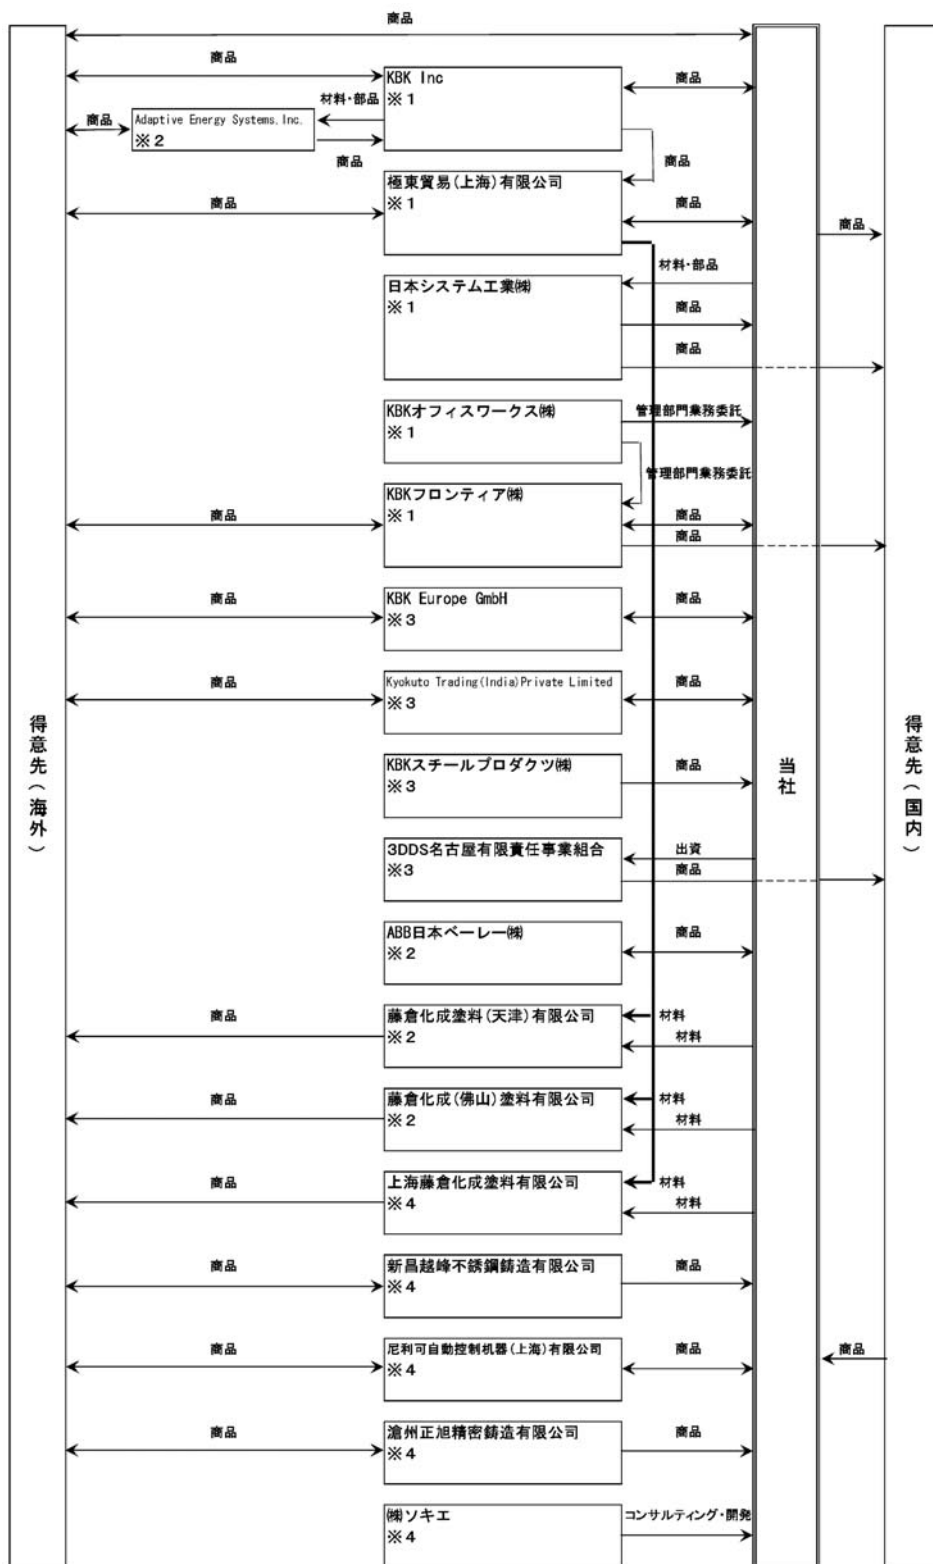 商品
商品
KBK Inc
※１
商品
材料・部品
商品
Adaptive Energy Systems. Inc.
※２
商品
商品
極東貿易(上海)有限公司
※１
商品
商品
商品
材料・部品
日本システム工業㈱
※１
商品
商品
KBKオフィスワークス㈱
※１
管理部門業務委託
管理部門業務委託
KBKフロンティア㈱
※１
商品
商品
商品
KBK Europe GmbH
※３
商品
商品
Kyokuto Trading(India)Private Limited
※３
商品
商品
得意先(海外)
当社
得意先(国内)
KBKスチールプロダクツ㈱
※３
商品
3DDS名古屋有限責任事業組合
※３
出資
商品
ABB日本ベーレー㈱
※２
商品
藤倉化成塗料(天津)有限公司
※２
商品
材料
材料
藤倉化成(佛山)塗料有限公司
※２
商品
材料
材料
上海藤倉化成塗料有限公司
※４
商品
材料
材料
新昌越峰不銹鋼鋳造有限公司
※４
商品
商品
尼利可自動控制机器(上海)有限公司
※４
商品
商品
商品
滄州正旭精密鋳造有限公司
※４
商品
商品
㈱ソキエ
※４
コンサルティング・開発